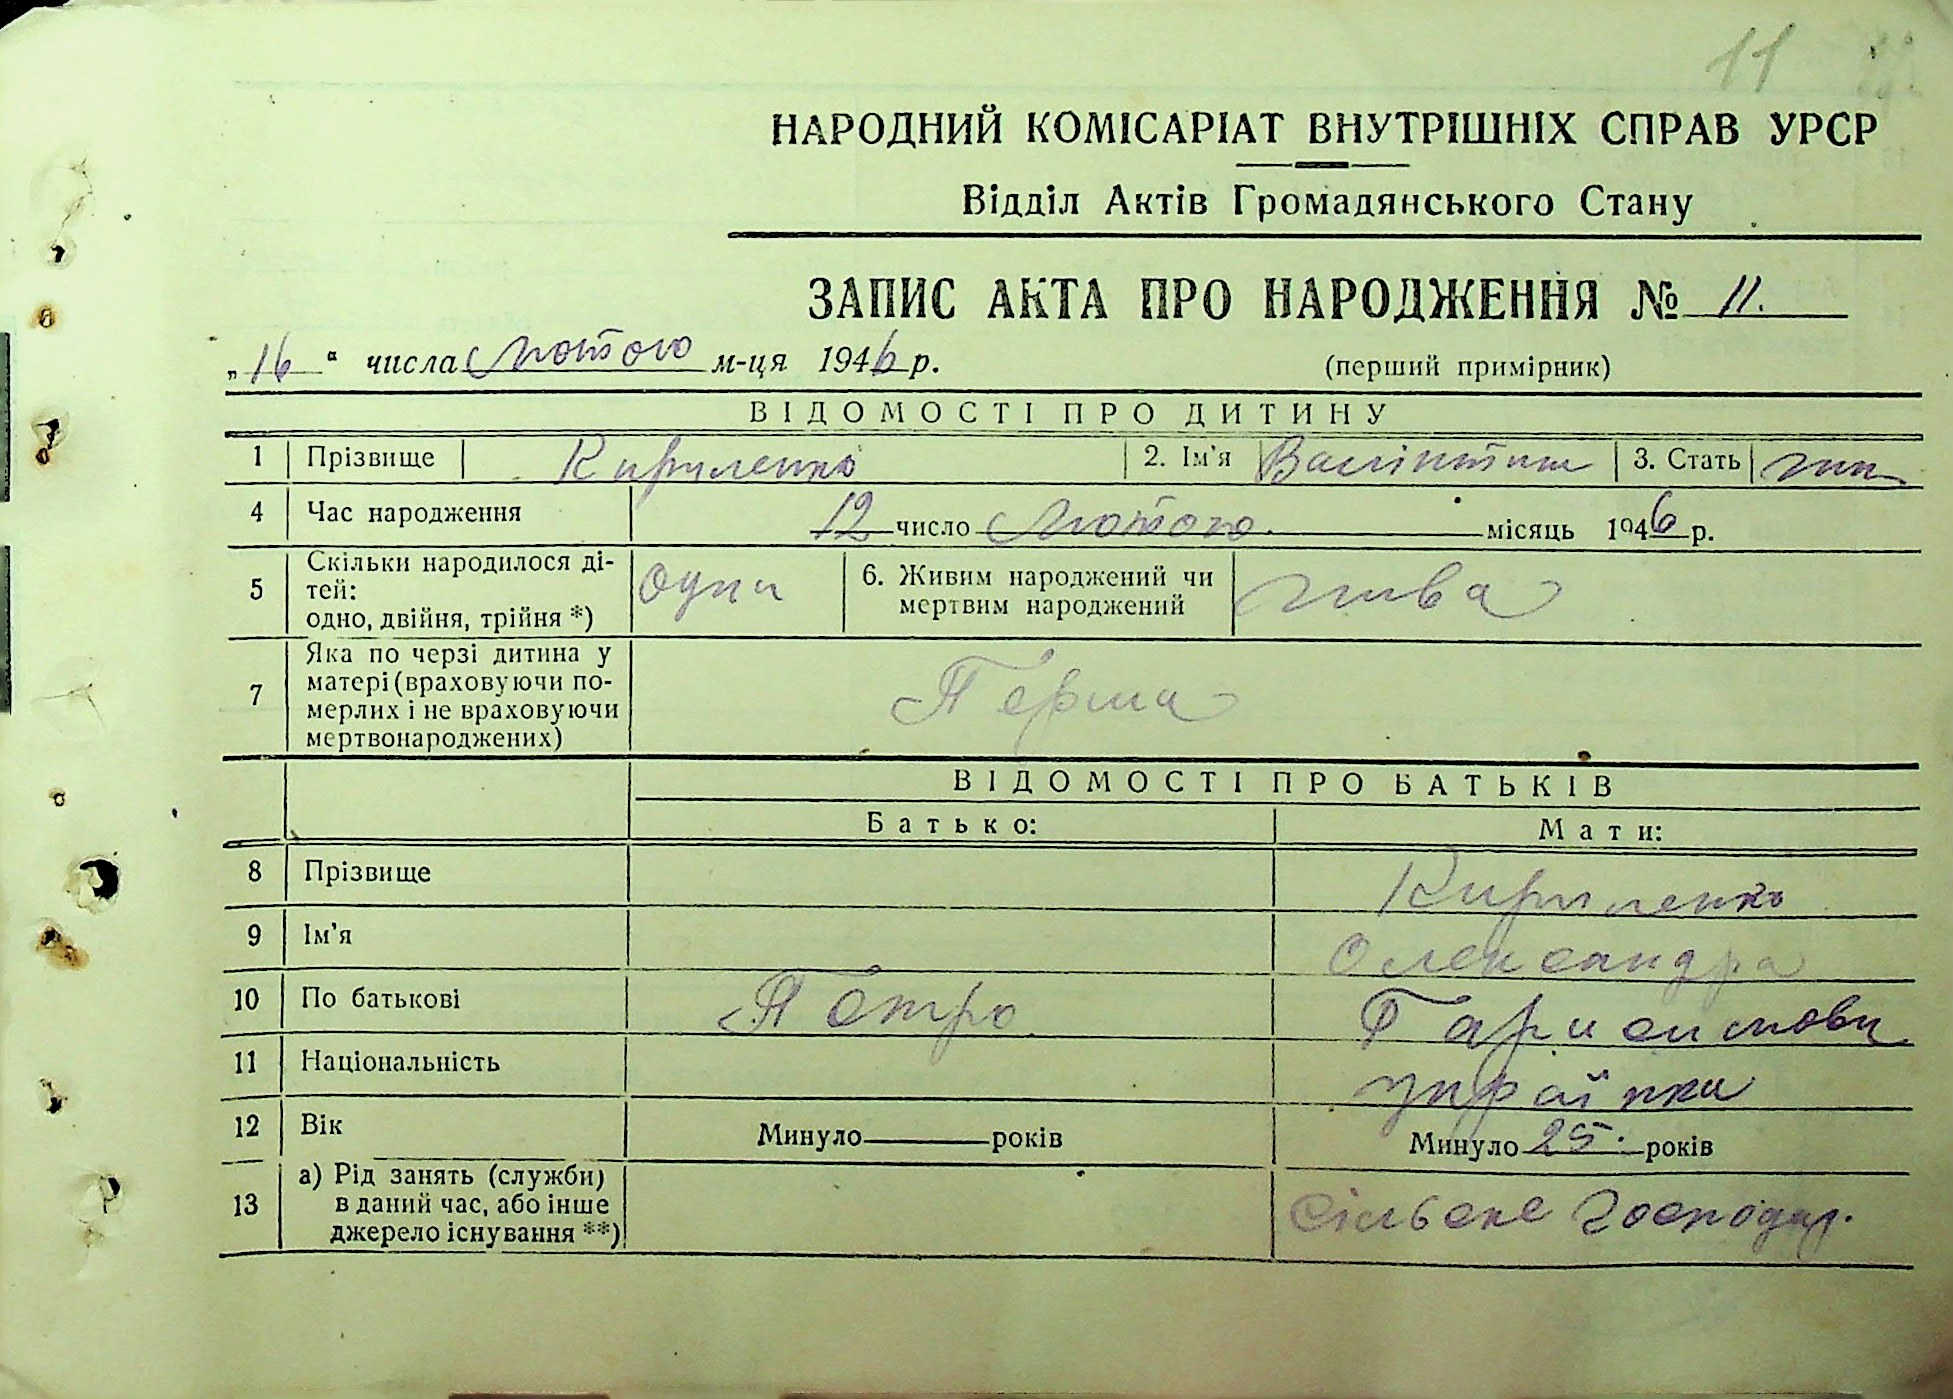 11
НАРОДНИЙ КОМІСАРІАТ ВНУТРІШНІХ СПРАВ УРСР
Відділ Актів Громадянського Стану
ЗАПИС АКТА ПРО НАРОДЖЕННЯ № 11.
„16“ числа Лютого м-ця 1946 р. (перший примірник)
ВІДОМОСТІ ПРО ДИТИНУ
1 Прізвище Кириленко 2. Ім'я 3. Стать
4 Час народження 12 число Лютого місяць 1946 р.
5 Скільки народилося ді-
тей:
одно, двійня, трійня *) одна 6. Живим народжений чи
мертвим народжений жива
7 Яка по черзі дитина у
матері (враховуючи по-
мерлих і не враховуючи
мертвонароджених) Перша
ВІДОМОСТІ ПРО БАТЬКІВ
Батько: Мати:
8 Прізвище Кириленко
9 Ім'я Олександра
10 По батькові Петро
11 Національність українка
12 Вік Минуло років Минуло 25. років
13 а) Рід занять (служби)
в даний час, або інше
джерело існування **) Сільське господар.